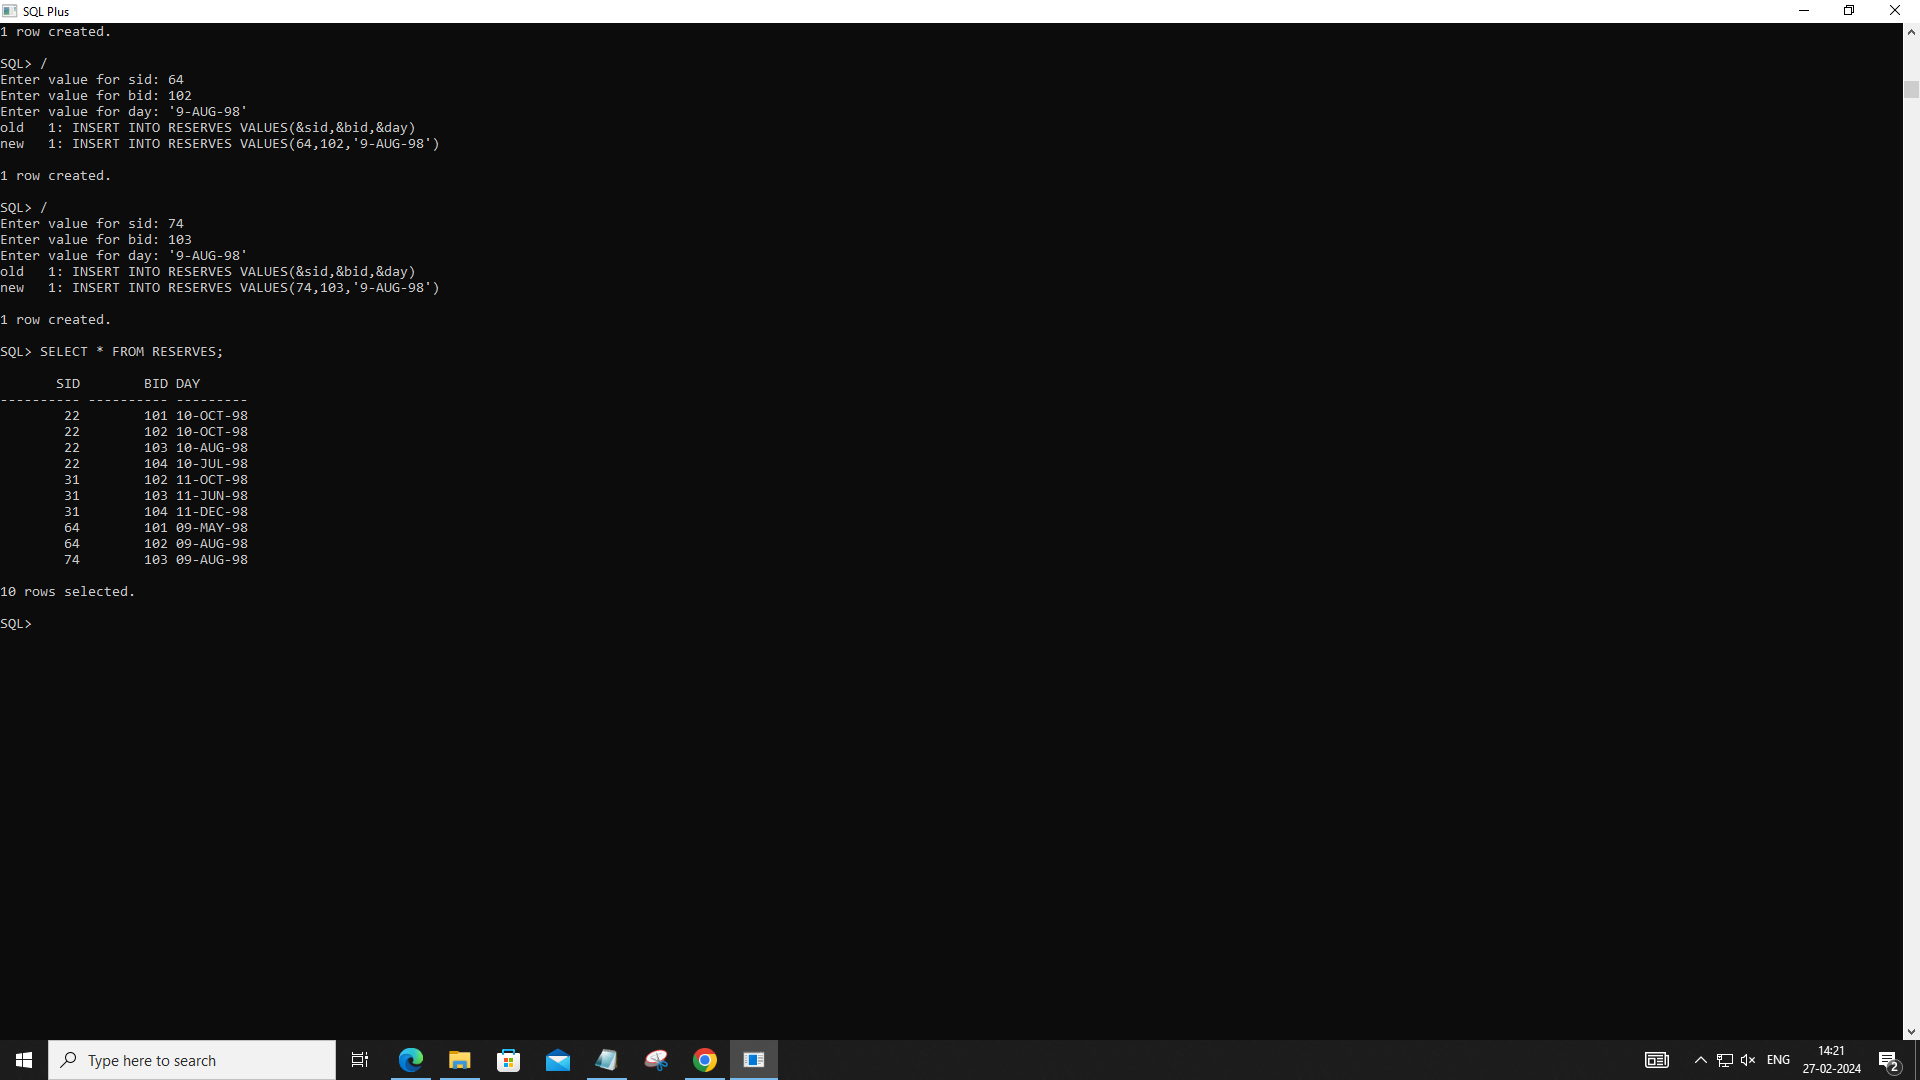 SQL Plus
1 row created.
SQL> /
Enter value for sid: 64
Enter value for bid: 102
Enter value for day: '9-AUG-98'
old   1: INSERT INTO RESERVES VALUES(&sid,&bid,&day)
new   1: INSERT INTO RESERVES VALUES(64,102,'9-AUG-98')
1 row created.
SQL> /
Enter value for sid: 74
Enter value for bid: 103
Enter value for day: '9-AUG-98'
old   1: INSERT INTO RESERVES VALUES(&sid,&bid,&day)
new   1: INSERT INTO RESERVES VALUES(74,103,'9-AUG-98')
1 row created.
SQL> SELECT * FROM RESERVES;
       SID        BID DAY
---------- ---------- ---------
        22        101 10-OCT-98
        22        102 10-OCT-98
        22        103 10-AUG-98
        22        104 10-JUL-98
        31        102 11-OCT-98
        31        103 11-JUN-98
        31        104 11-DEC-98
        64        101 09-MAY-98
        64        102 09-AUG-98
        74        103 09-AUG-98
10 rows selected.
SQL>
Type here to search
ENG
14:21
27-02-2024
2